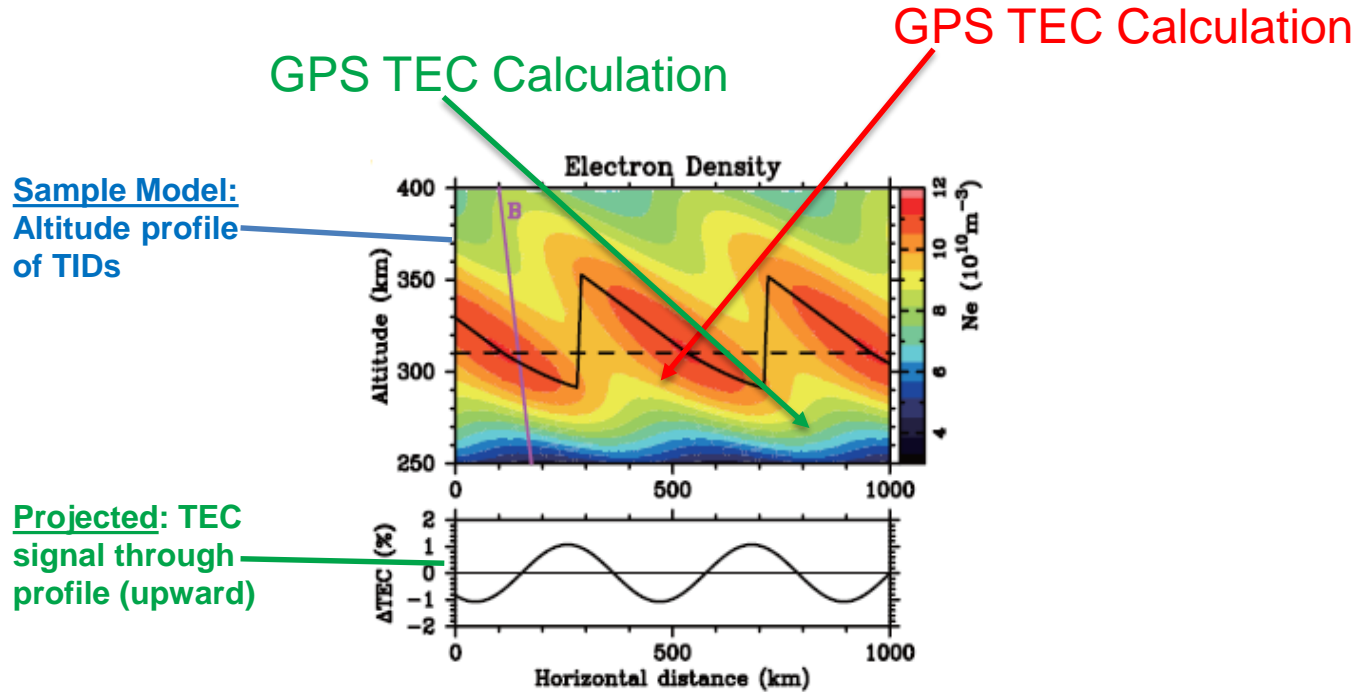 GPS TEC Calculation
GPS TEC Calculation
Sample Model:
Altitude profile
of TIDs
Electron Density
B
400
350
300
250
Altitude (km)
0
500
1000
12
10
8
6
4
Ne (10^10 m^−3)
Projected: TEC
signal through
profile (upward)
2
1
0
−1
−2
ΔTEC (%)
0
500
1000
Horizontal distance (km)